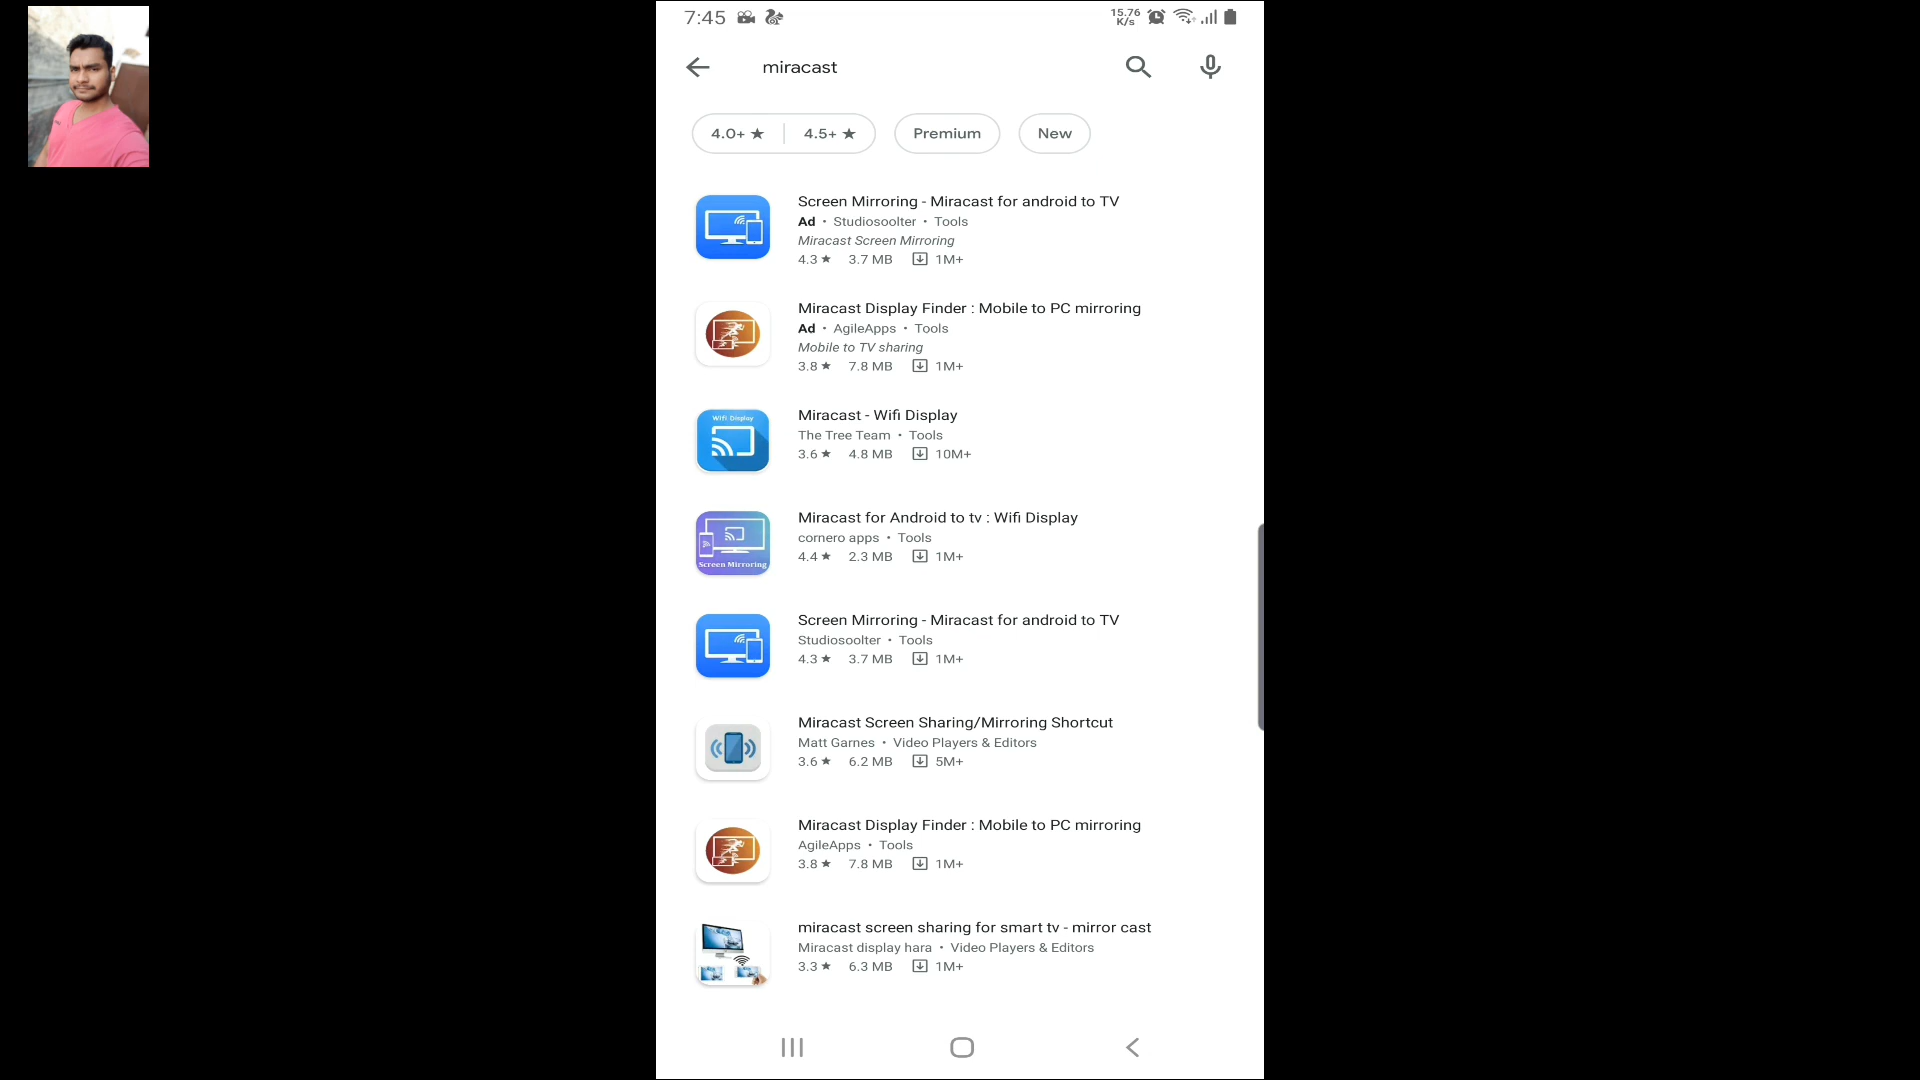 7:45
15.76
K/s
miracast
4.0+ ★
4.5+ ★
Premium
New
Screen Mirroring - Miracast for android to TV
Ad • Studiosoolter • Tools
Miracast Screen Mirroring
4.3 ★ 3.7 MB 1M+
Miracast Display Finder : Mobile to PC mirroring
Ad • AgileApps • Tools
Mobile to TV sharing
3.8 ★ 7.8 MB 1M+
Wifi Display
Miracast - Wifi Display
The Tree Team • Tools
3.6 ★ 4.8 MB 10M+
Screen Mirroring
Miracast for Android to tv : Wifi Display
cornero apps • Tools
4.4 ★ 2.3 MB 1M+
Screen Mirroring - Miracast for android to TV
Studiosoolter • Tools
4.3 ★ 3.7 MB 1M+
Miracast Screen Sharing/Mirroring Shortcut
Matt Garnes • Video Players & Editors
3.6 ★ 6.2 MB 5M+
Miracast Display Finder : Mobile to PC mirroring
AgileApps • Tools
3.8 ★ 7.8 MB 1M+
miracast screen sharing for smart tv - mirror cast
Miracast display hara • Video Players & Editors
3.3 ★ 6.3 MB 1M+